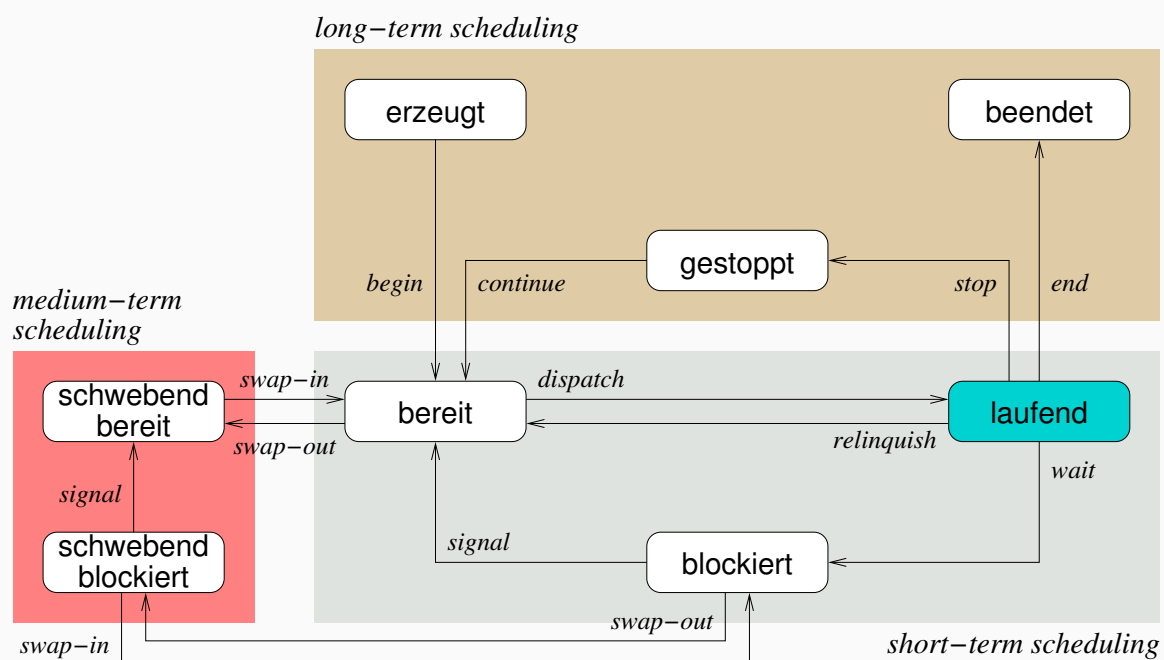 long−term scheduling
erzeugt
beendet
gestoppt
begin
continue
stop
end
medium−term
scheduling
schwebend
bereit
swap−in
swap−out
bereit
dispatch
relinquish
laufend
wait
signal
signal
schwebend
blockiert
blockiert
swap−in
swap−out
short−term scheduling